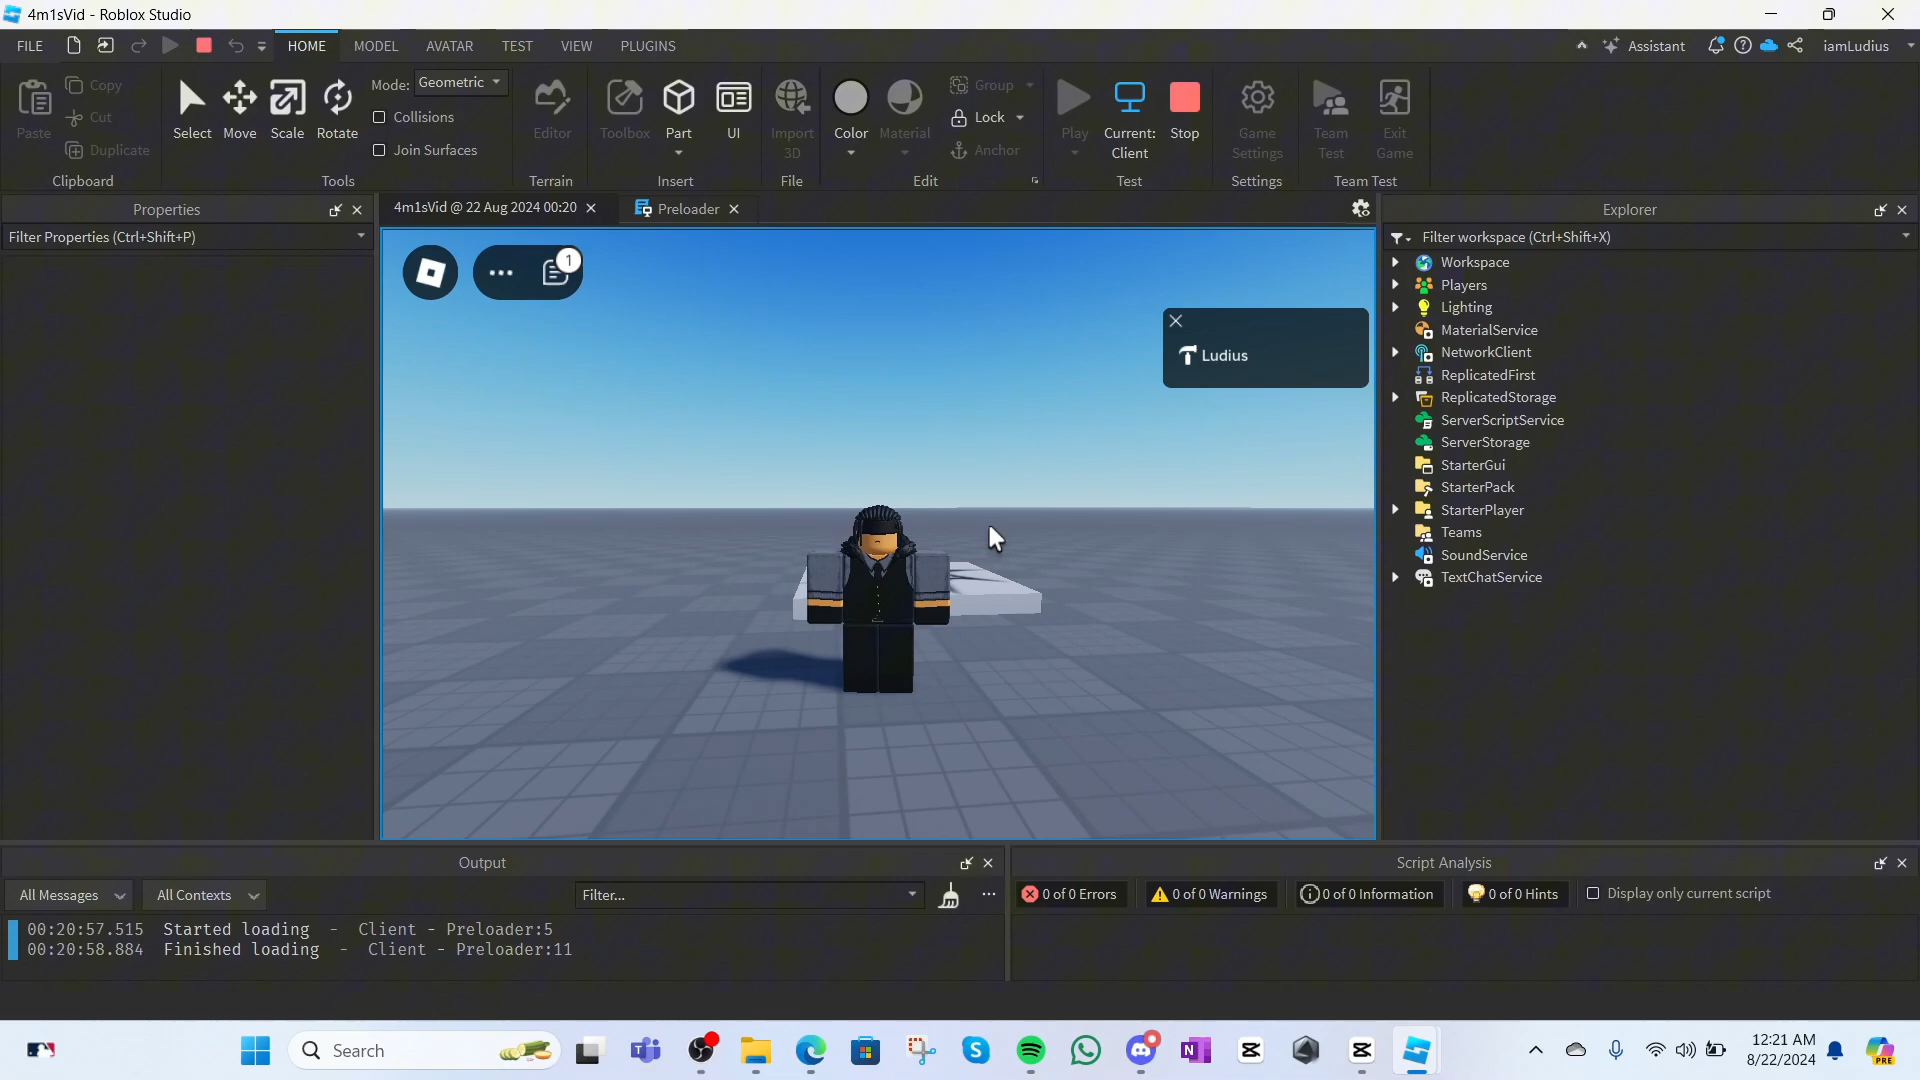 4m1sVid - Roblox Studio
FILE HOME MODEL AVATAR TEST VIEW PLUGINS Assistant iamLudius
Paste Copy Cut Duplicate Clipboard
Select Move Scale Rotate Mode: Geometric Collisions Join Surfaces Tools
Editor Terrain
Toolbox Part UI Insert
Import 3D File
Color Material Group Lock Anchor Edit
Play Current: Client Stop Test
Game Settings Settings
Team Test Exit Game Team Test
Properties
Filter Properties (Ctrl+Shift+P)
4m1sVid @ 22 Aug 2024 00:20 Preloader
1
Ludius
Explorer
Filter workspace (Ctrl+Shift+X)
Workspace
Players
Lighting
MaterialService
NetworkClient
ReplicatedFirst
ReplicatedStorage
ServerScriptService
ServerStorage
StarterGui
StarterPack
StarterPlayer
Teams
SoundService
TextChatService
Output
All Messages All Contexts Filter...
00:20:57.515 Started loading - Client - Preloader:5
00:20:58.884 Finished loading - Client - Preloader:11
Script Analysis
0 of 0 Errors 0 of 0 Warnings 0 of 0 Information 0 of 0 Hints Display only current script
Search
12:21 AM
8/22/2024
PRE